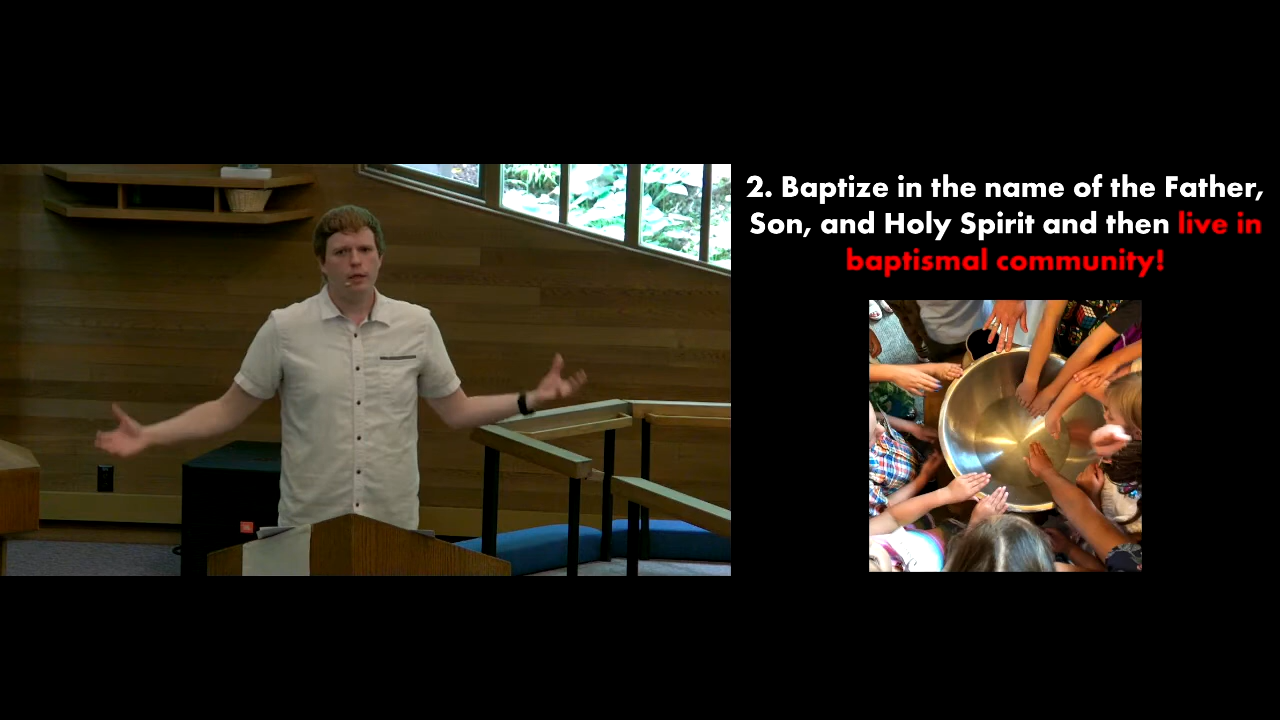 2. Baptize in the name of the Father,
Son, and Holy Spirit and then live in
baptismal community!